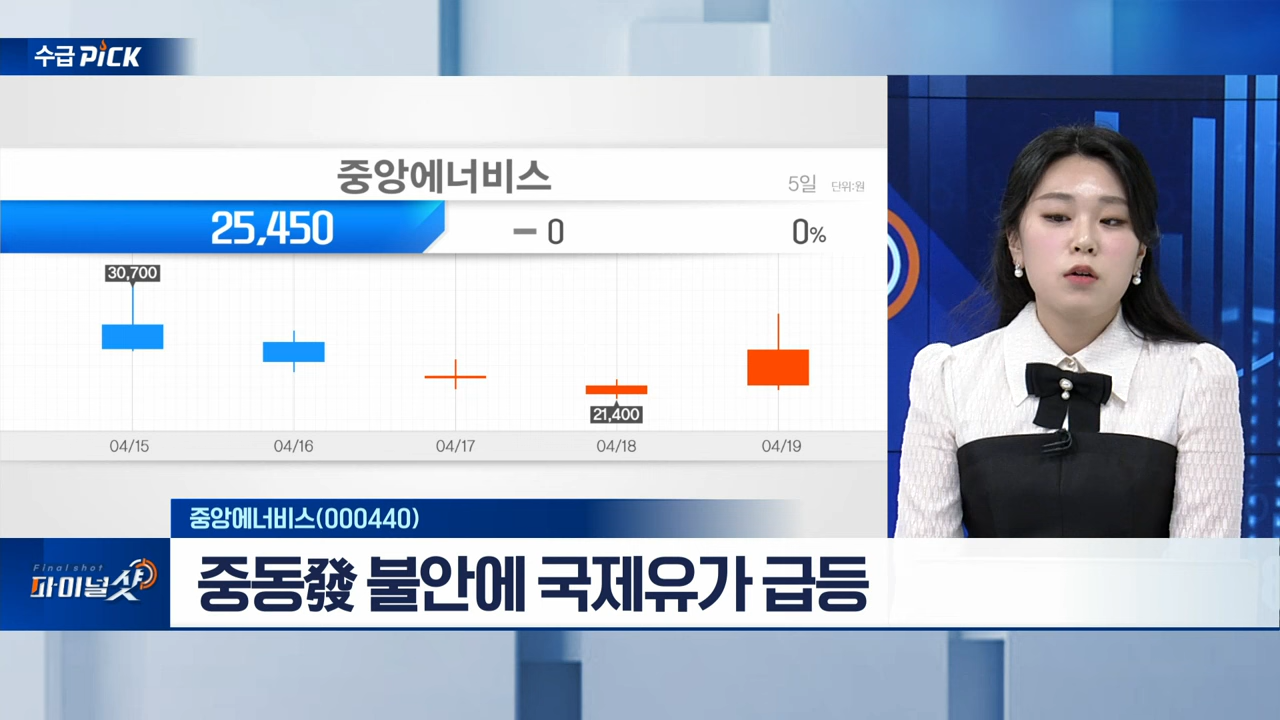 수급 PiCK
중앙에너비스
5일 단위:원
25,450 0 0%
30,700
21,400
04/15 04/16 04/17 04/18 04/19
중앙에너비스(000440)
Final shot
파이널샷
중동發 불안에 국제유가 급등